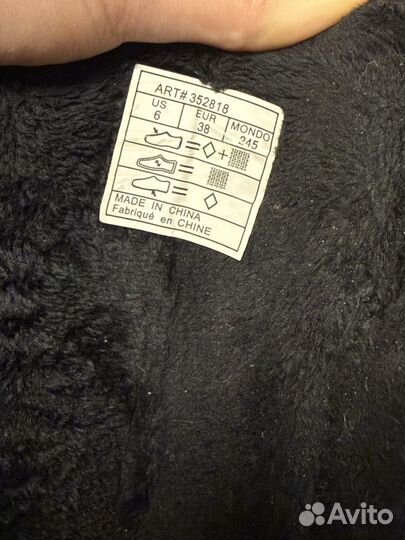 ART# 352818
US EUR MONDO
6 38 245
= ◇ +
=
= ◇
MADE IN CHINA
Fabriqué en CHINE
Avito